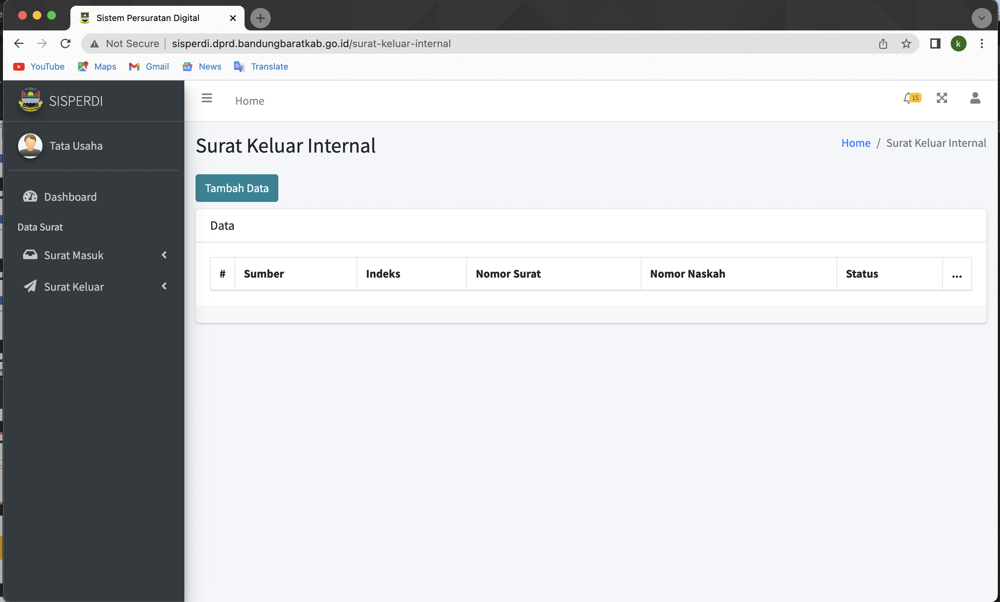 Sistem Persuratan Digital
Not Secure sisperdi.dprd.bandungbaratkab.go.id/surat-keluar-internal
k
YouTube Maps Gmail News Translate
SISPERDI
Home
15
Tata Usaha
Surat Keluar Internal
Home / Surat Keluar Internal
Tambah Data
Dashboard
Data Surat
Surat Masuk
Surat Keluar
Data
# Sumber Indeks Nomor Surat Nomor Naskah Status ...